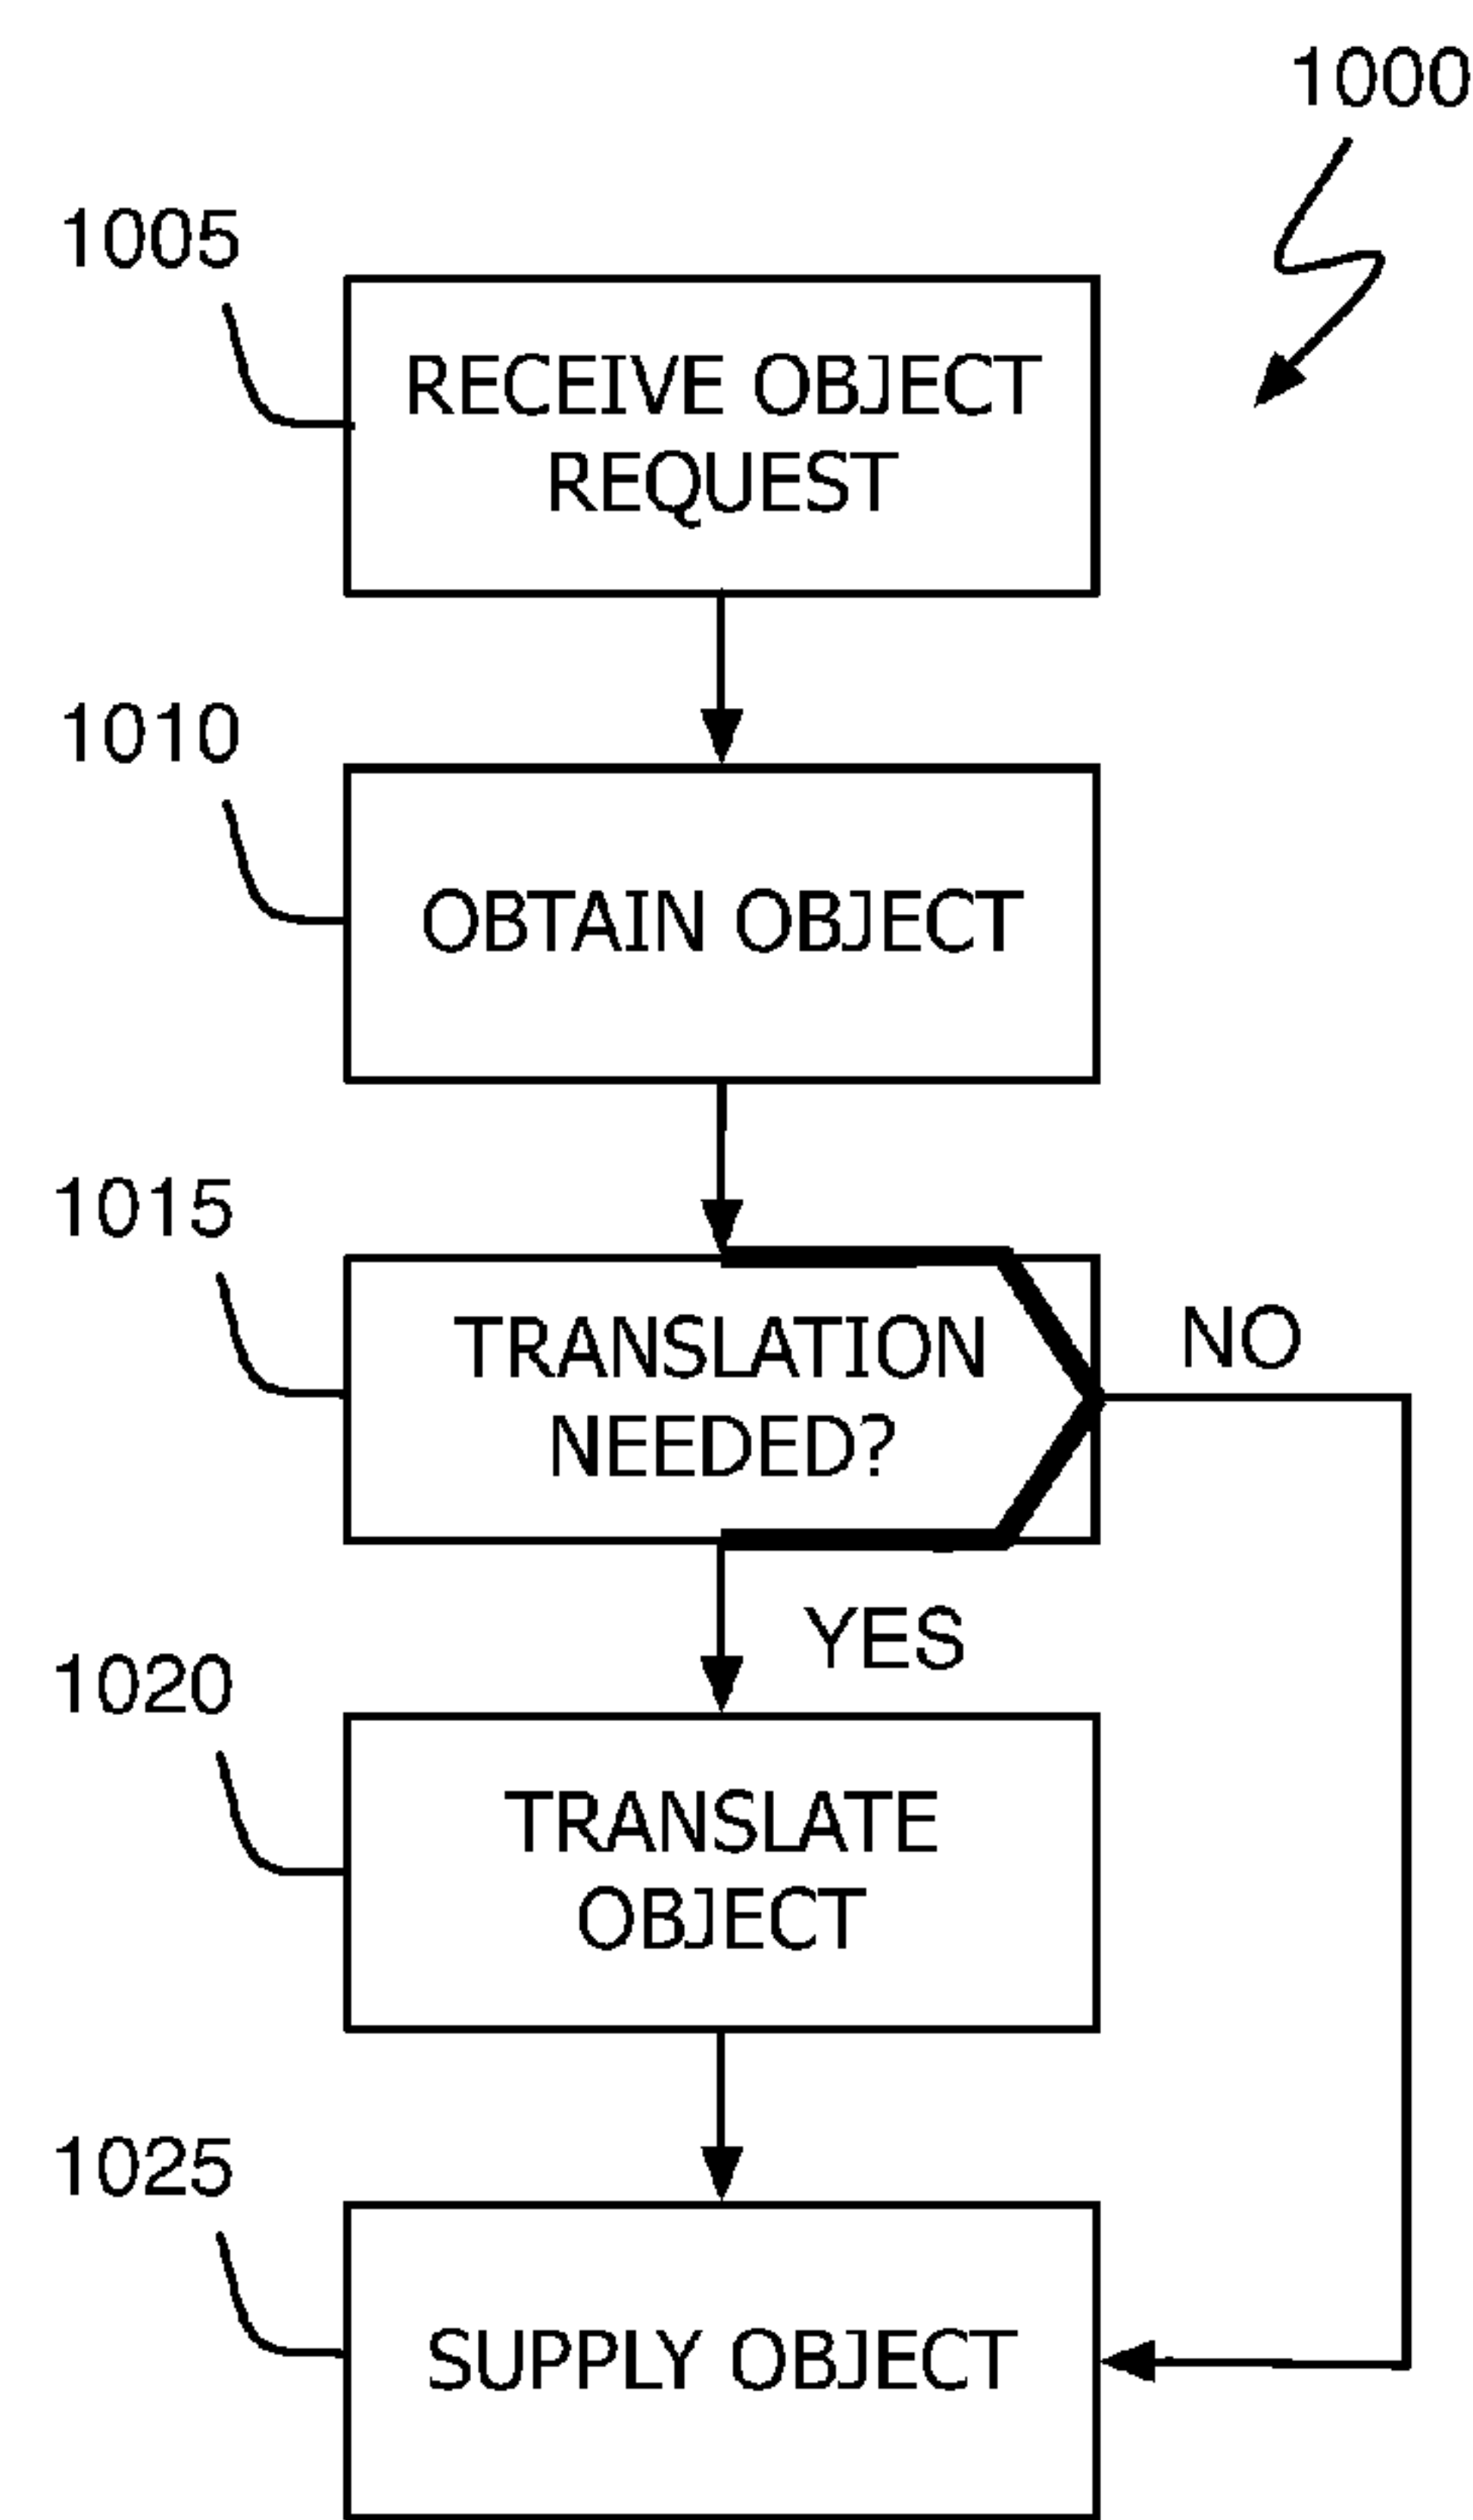 1000
1005
RECEIVE OBJECT
REQUEST
1010
OBTAIN OBJECT
1015
TRANSLATION
NEEDED?
NO
YES
1020
TRANSLATE
OBJECT
1025
SUPPLY OBJECT